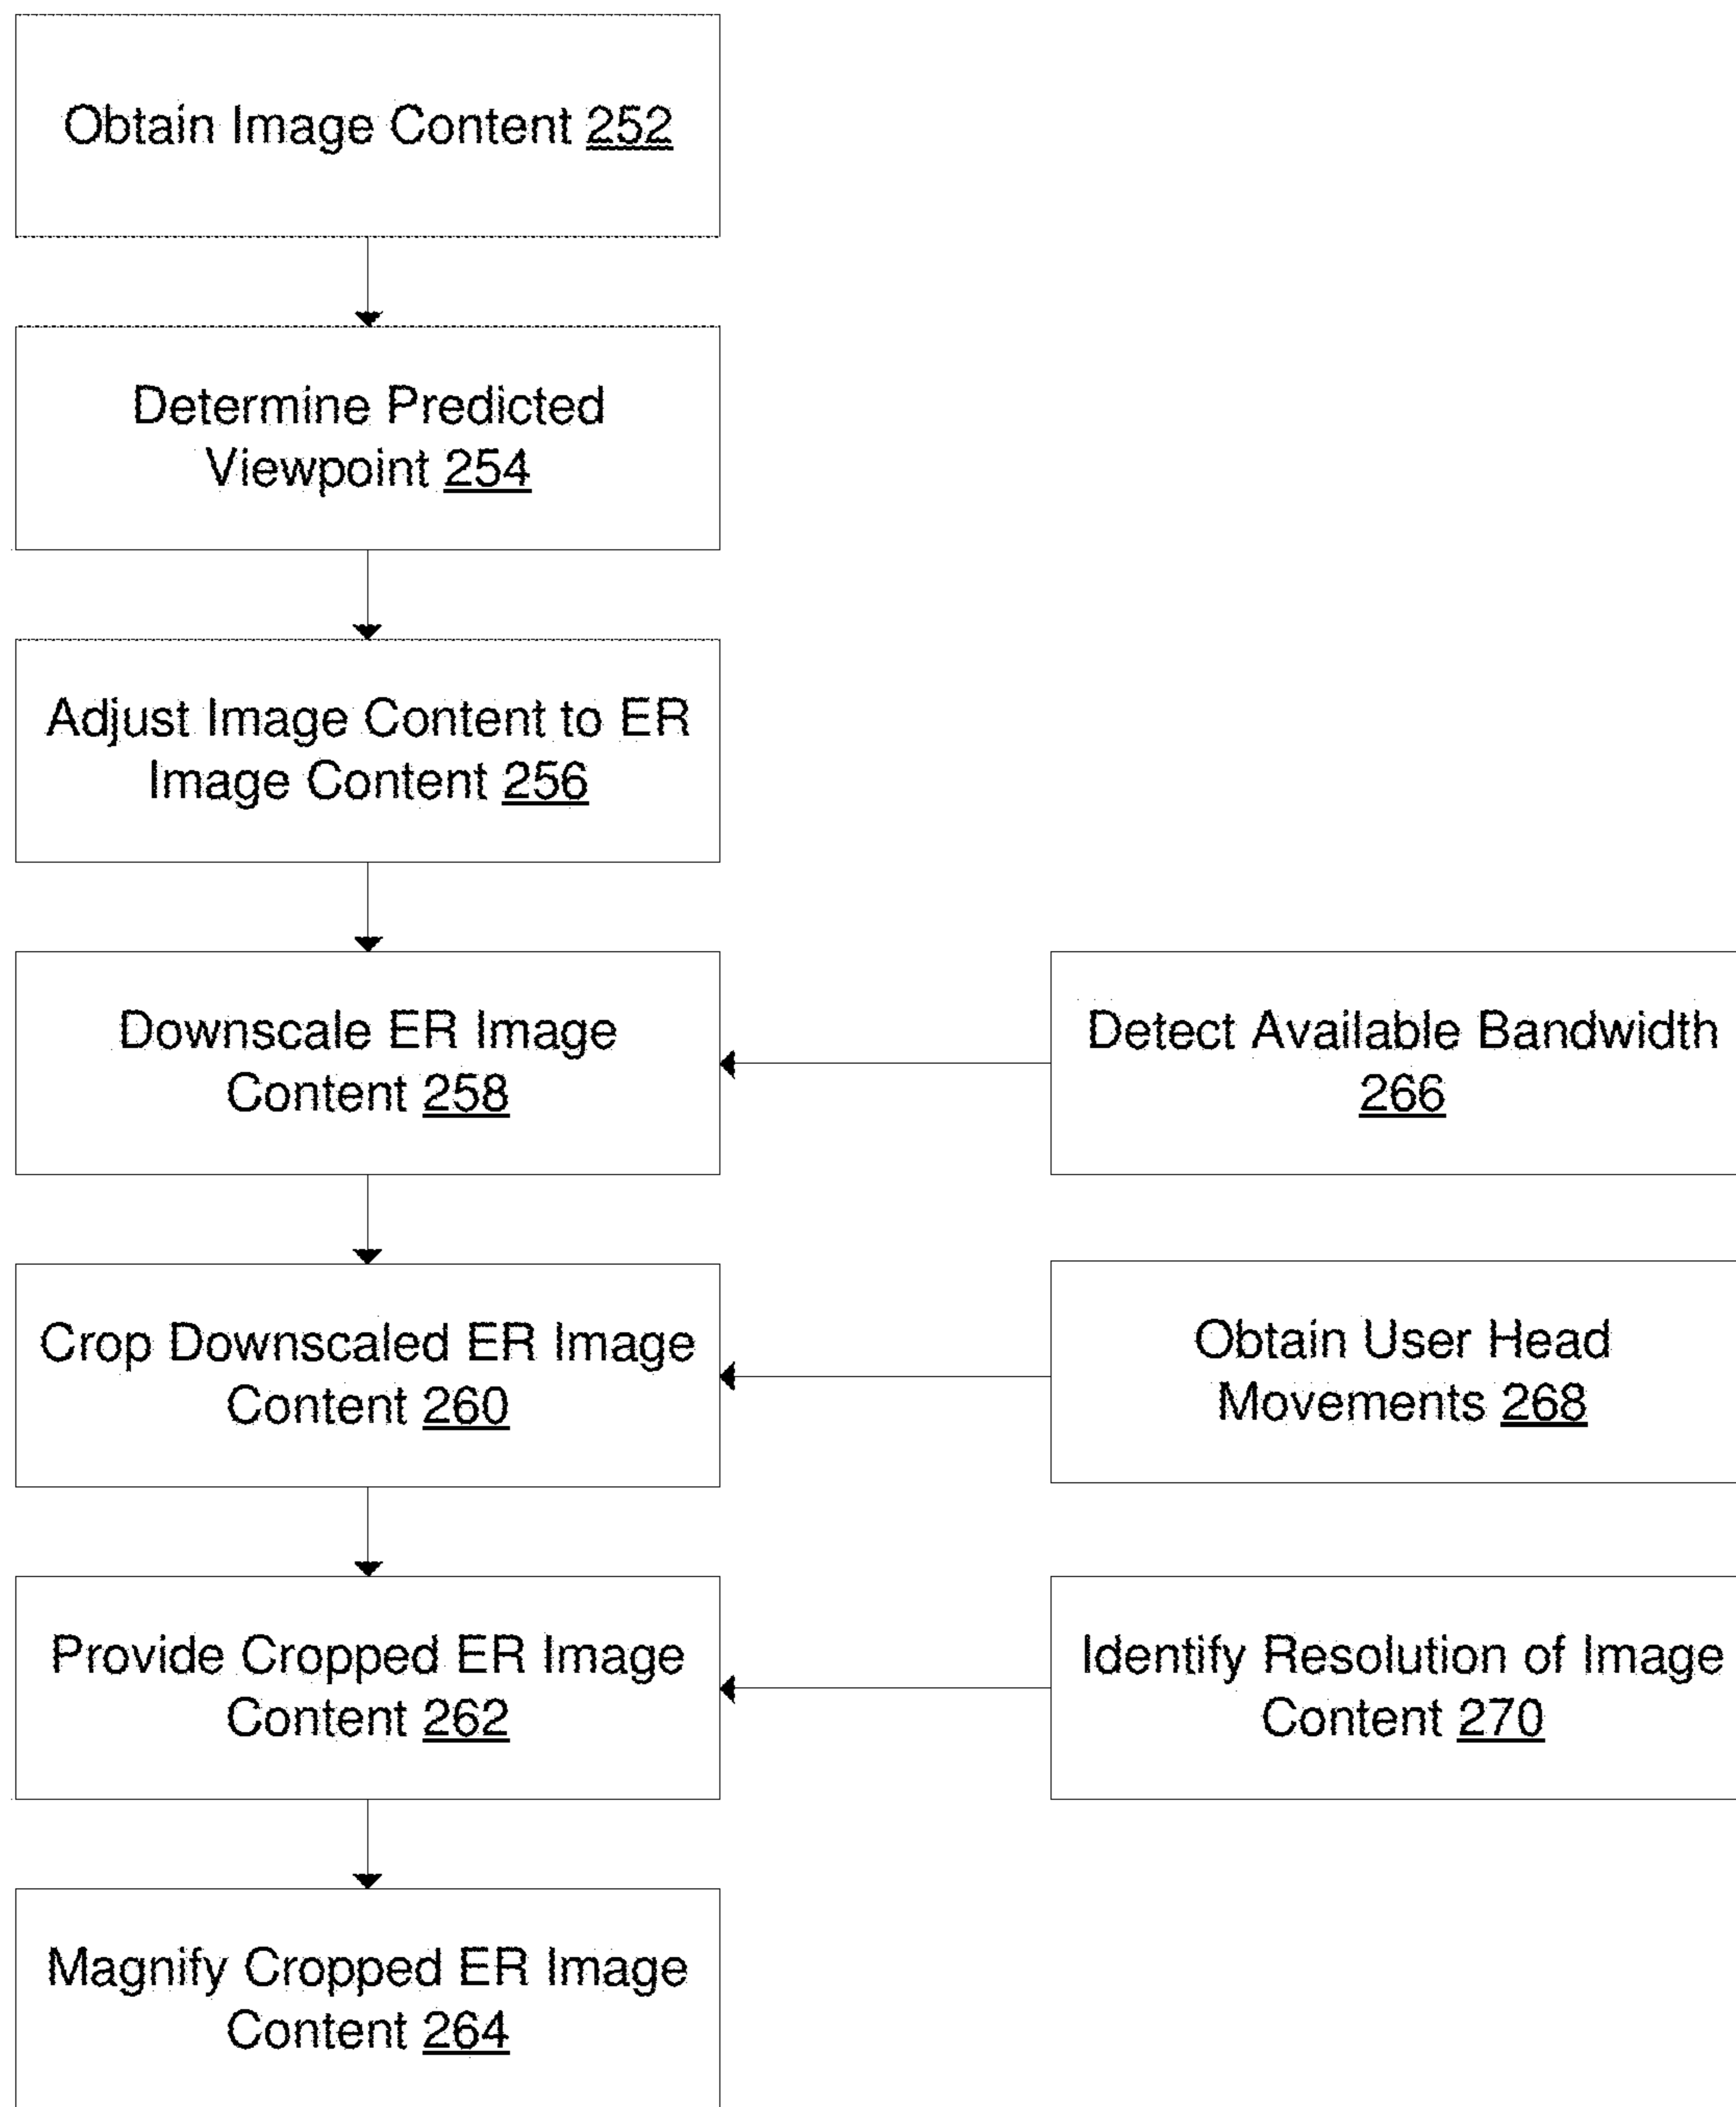 Obtain Image Content 252
Determine Predicted
Viewpoint 254
Adjust Image Content to ER
Image Content 256
Downscale ER Image
Content 258
Detect Available Bandwidth
266
Crop Downscaled ER Image
Content 260
Obtain User Head
Movements 268
Provide Cropped ER Image
Content 262
Identify Resolution of Image
Content 270
Magnify Cropped ER Image
Content 264